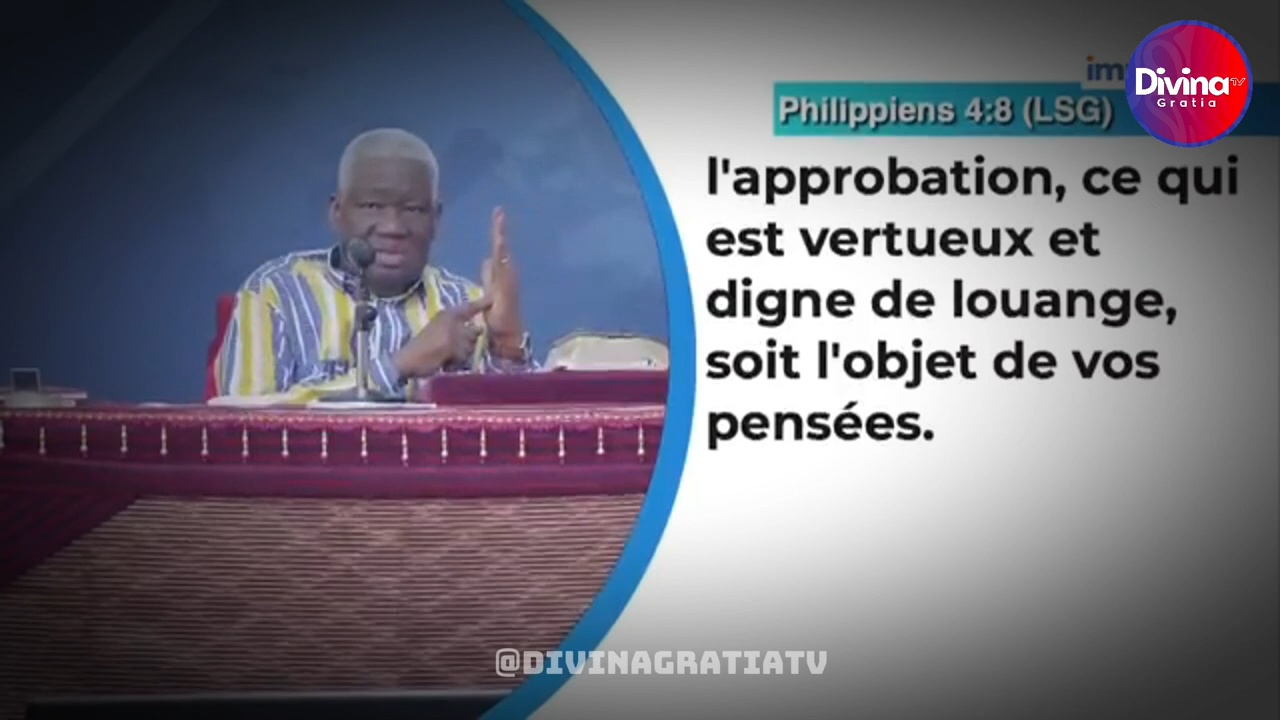 Divina TV
Gratia
Philippiens 4:8 (LSG)
l'approbation, ce qui
est vertueux et
digne de louange,
soit l'objet de vos
pensées.
@DIVINAGRATIATV